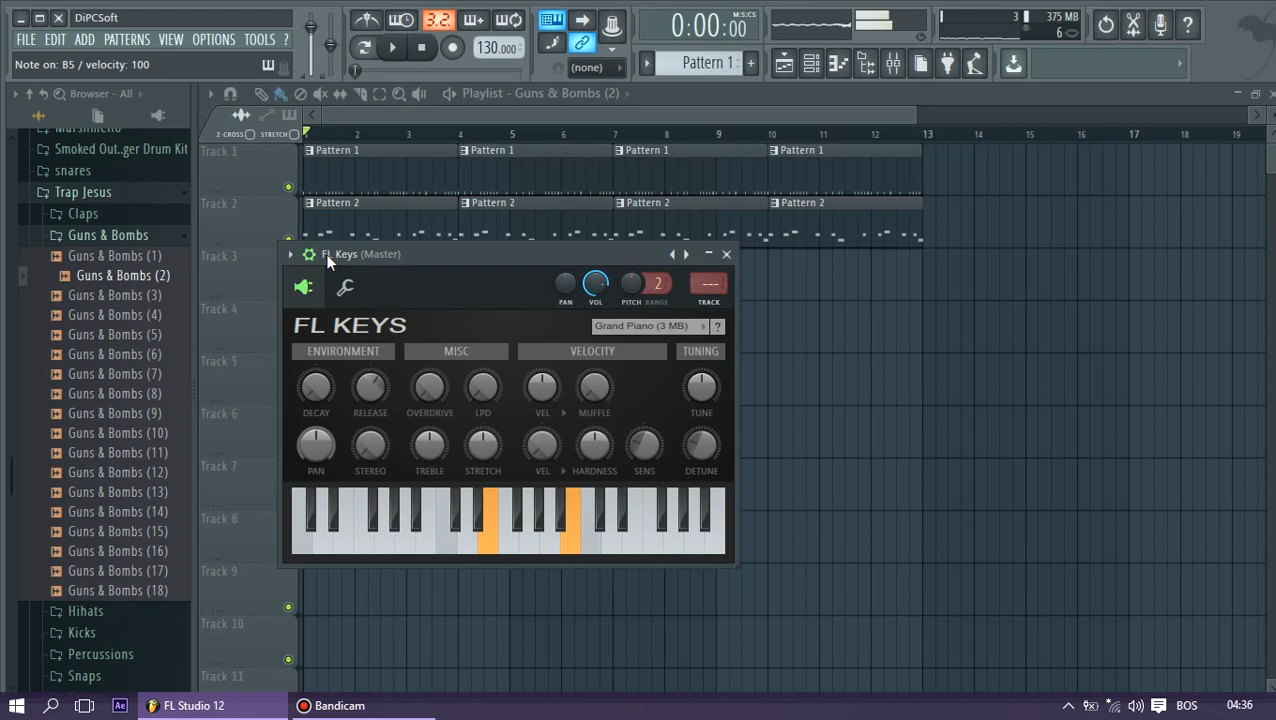 DiPCSoft
FILE EDIT ADD PATTERNS VIEW OPTIONS TOOLS ?
Note on: B5 / velocity: 100
3.2
130.000
0:00:00
M:S:CS
3
375 MB
6
(none)
Pattern 1
Browser - All
Playlist - Guns & Bombs (2)
Z-CROSS
STRETCH
1 2 3 4 5 6 7 8 9 10 11 12 13 14 15 16 17 18 19
Marshmello
Smoked Out..ger Drum Kit
snares
Trap Jesus
Claps
Guns & Bombs
Guns & Bombs (1)
Guns & Bombs (2)
Guns & Bombs (3)
Guns & Bombs (4)
Guns & Bombs (5)
Guns & Bombs (6)
Guns & Bombs (7)
Guns & Bombs (8)
Guns & Bombs (9)
Guns & Bombs (10)
Guns & Bombs (11)
Guns & Bombs (12)
Guns & Bombs (13)
Guns & Bombs (14)
Guns & Bombs (15)
Guns & Bombs (16)
Guns & Bombs (17)
Guns & Bombs (18)
Hihats
Kicks
Percussions
Snaps
Track 1
Pattern 1 Pattern 1 Pattern 1 Pattern 1
Track 2
Pattern 2 Pattern 2 Pattern 2 Pattern 2
Track 3
Track 4
Track 5
Track 6
Track 7
Track 8
Track 9
Track 10
Track 11
FL Keys (Master)
2
---
PAN VOL PITCH RANGE TRACK
FL KEYS
Grand Piano (3 MB)
?
ENVIRONMENT MISC VELOCITY TUNING
DECAY RELEASE OVERDRIVE LPD VEL MUFFLE TUNE
PAN STEREO TREBLE STRETCH VEL HARDNESS SENS DETUNE
Ae
FL Studio 12
Bandicam
BOS
04:36